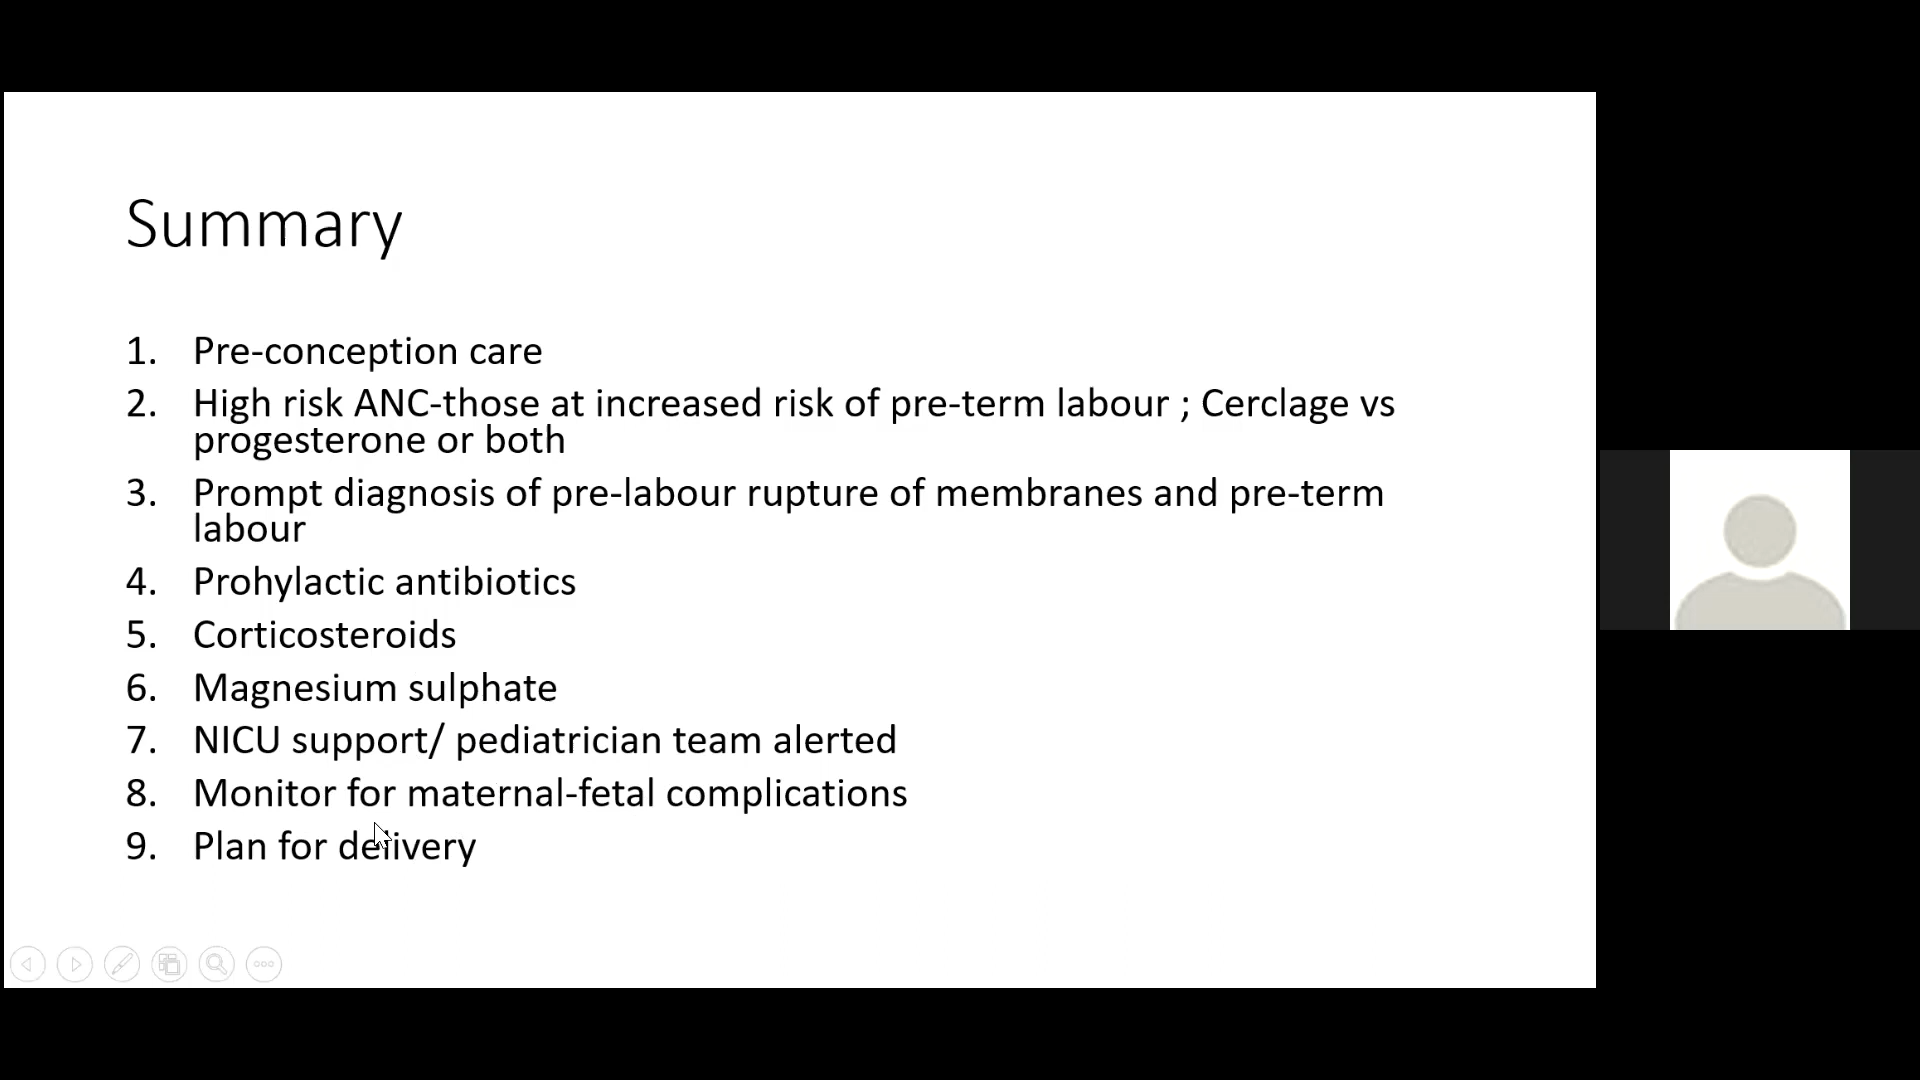 Summary
1. Pre-conception care
2. High risk ANC-those at increased risk of pre-term labour ; Cerclage vs
progesterone or both
3. Prompt diagnosis of pre-labour rupture of membranes and pre-term
labour
4. Prohylactic antibiotics
5. Corticosteroids
6. Magnesium sulphate
7. NICU support/ pediatrician team alerted
8. Monitor for maternal-fetal complications
9. Plan for delivery